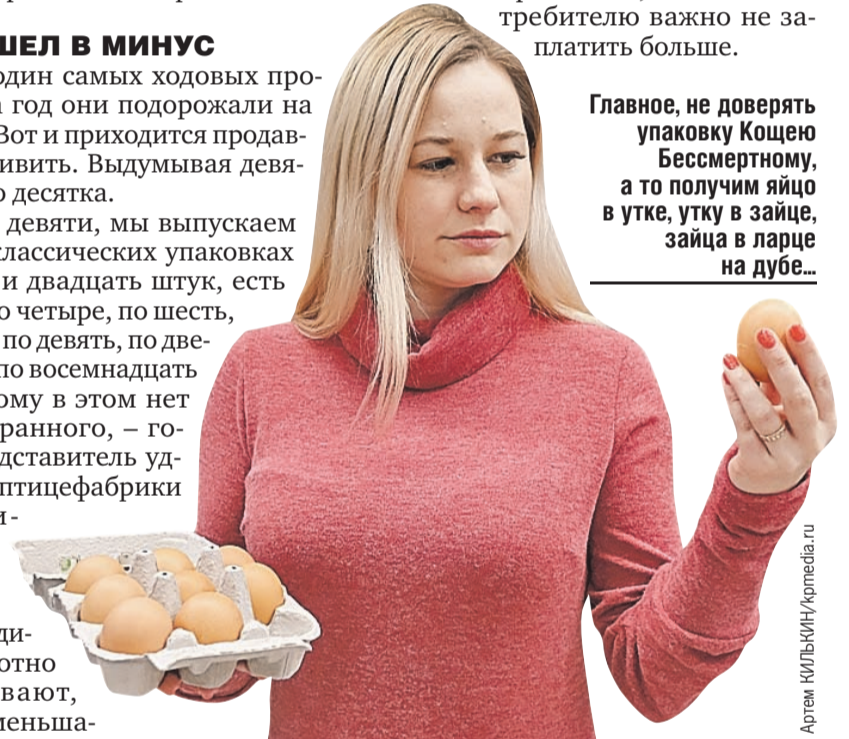 ШЕЛ В МИНУС
один самых ходовых про-
год они подорожали на
Вот и приходится продав-
ивить. Выдумывая девя-
десятка.
девяти, мы выпускаем
классических упаковках
и двадцать штук, есть
о четыре, по шесть,
по девять, по две-
по восемнадцать
ому в этом нет
ранного, – го-
дставитель уд-
птицефабрики
и-
ди-
отно
вают,
меньша-
требителю важно не за-
платить больше.
Главное, не доверять
упаковку Кощею
Бессмертному,
а то получим яйцо
в утке, утку в зайце,
зайца в ларце
на дубе...
Артем КИЛЬКИН/kpmedia.ru